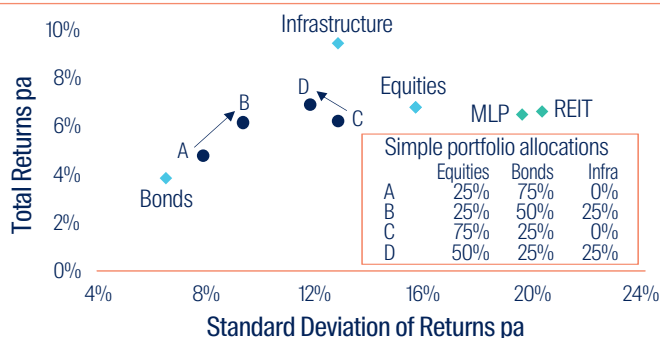 10%
Infrastructure
8%
D
Equities
B
MLP
REIT
6%
C
A
Simple portfolio allocations
Equities Bonds Infra
4%
A 25% 75% 0%
Bonds
B 25% 50% 25%
2%
C 75% 25% 0%
D 50% 25% 25%
0%
4% 8% 12% 16% 20% 24%
Total Returns pa
Standard Deviation of Returns pa